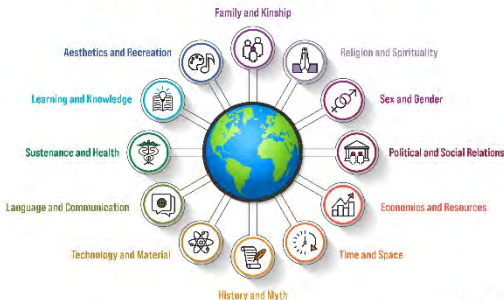 Family and Kinship
Aesthetics and Recreation
Religion and Spirituality
Learning and Knowledge
Sex and Gender
Sustenance and Health
Political and Social Relations
Language and Communication
Economics and Resources
Technology and Material
Time and Space
History and Myth